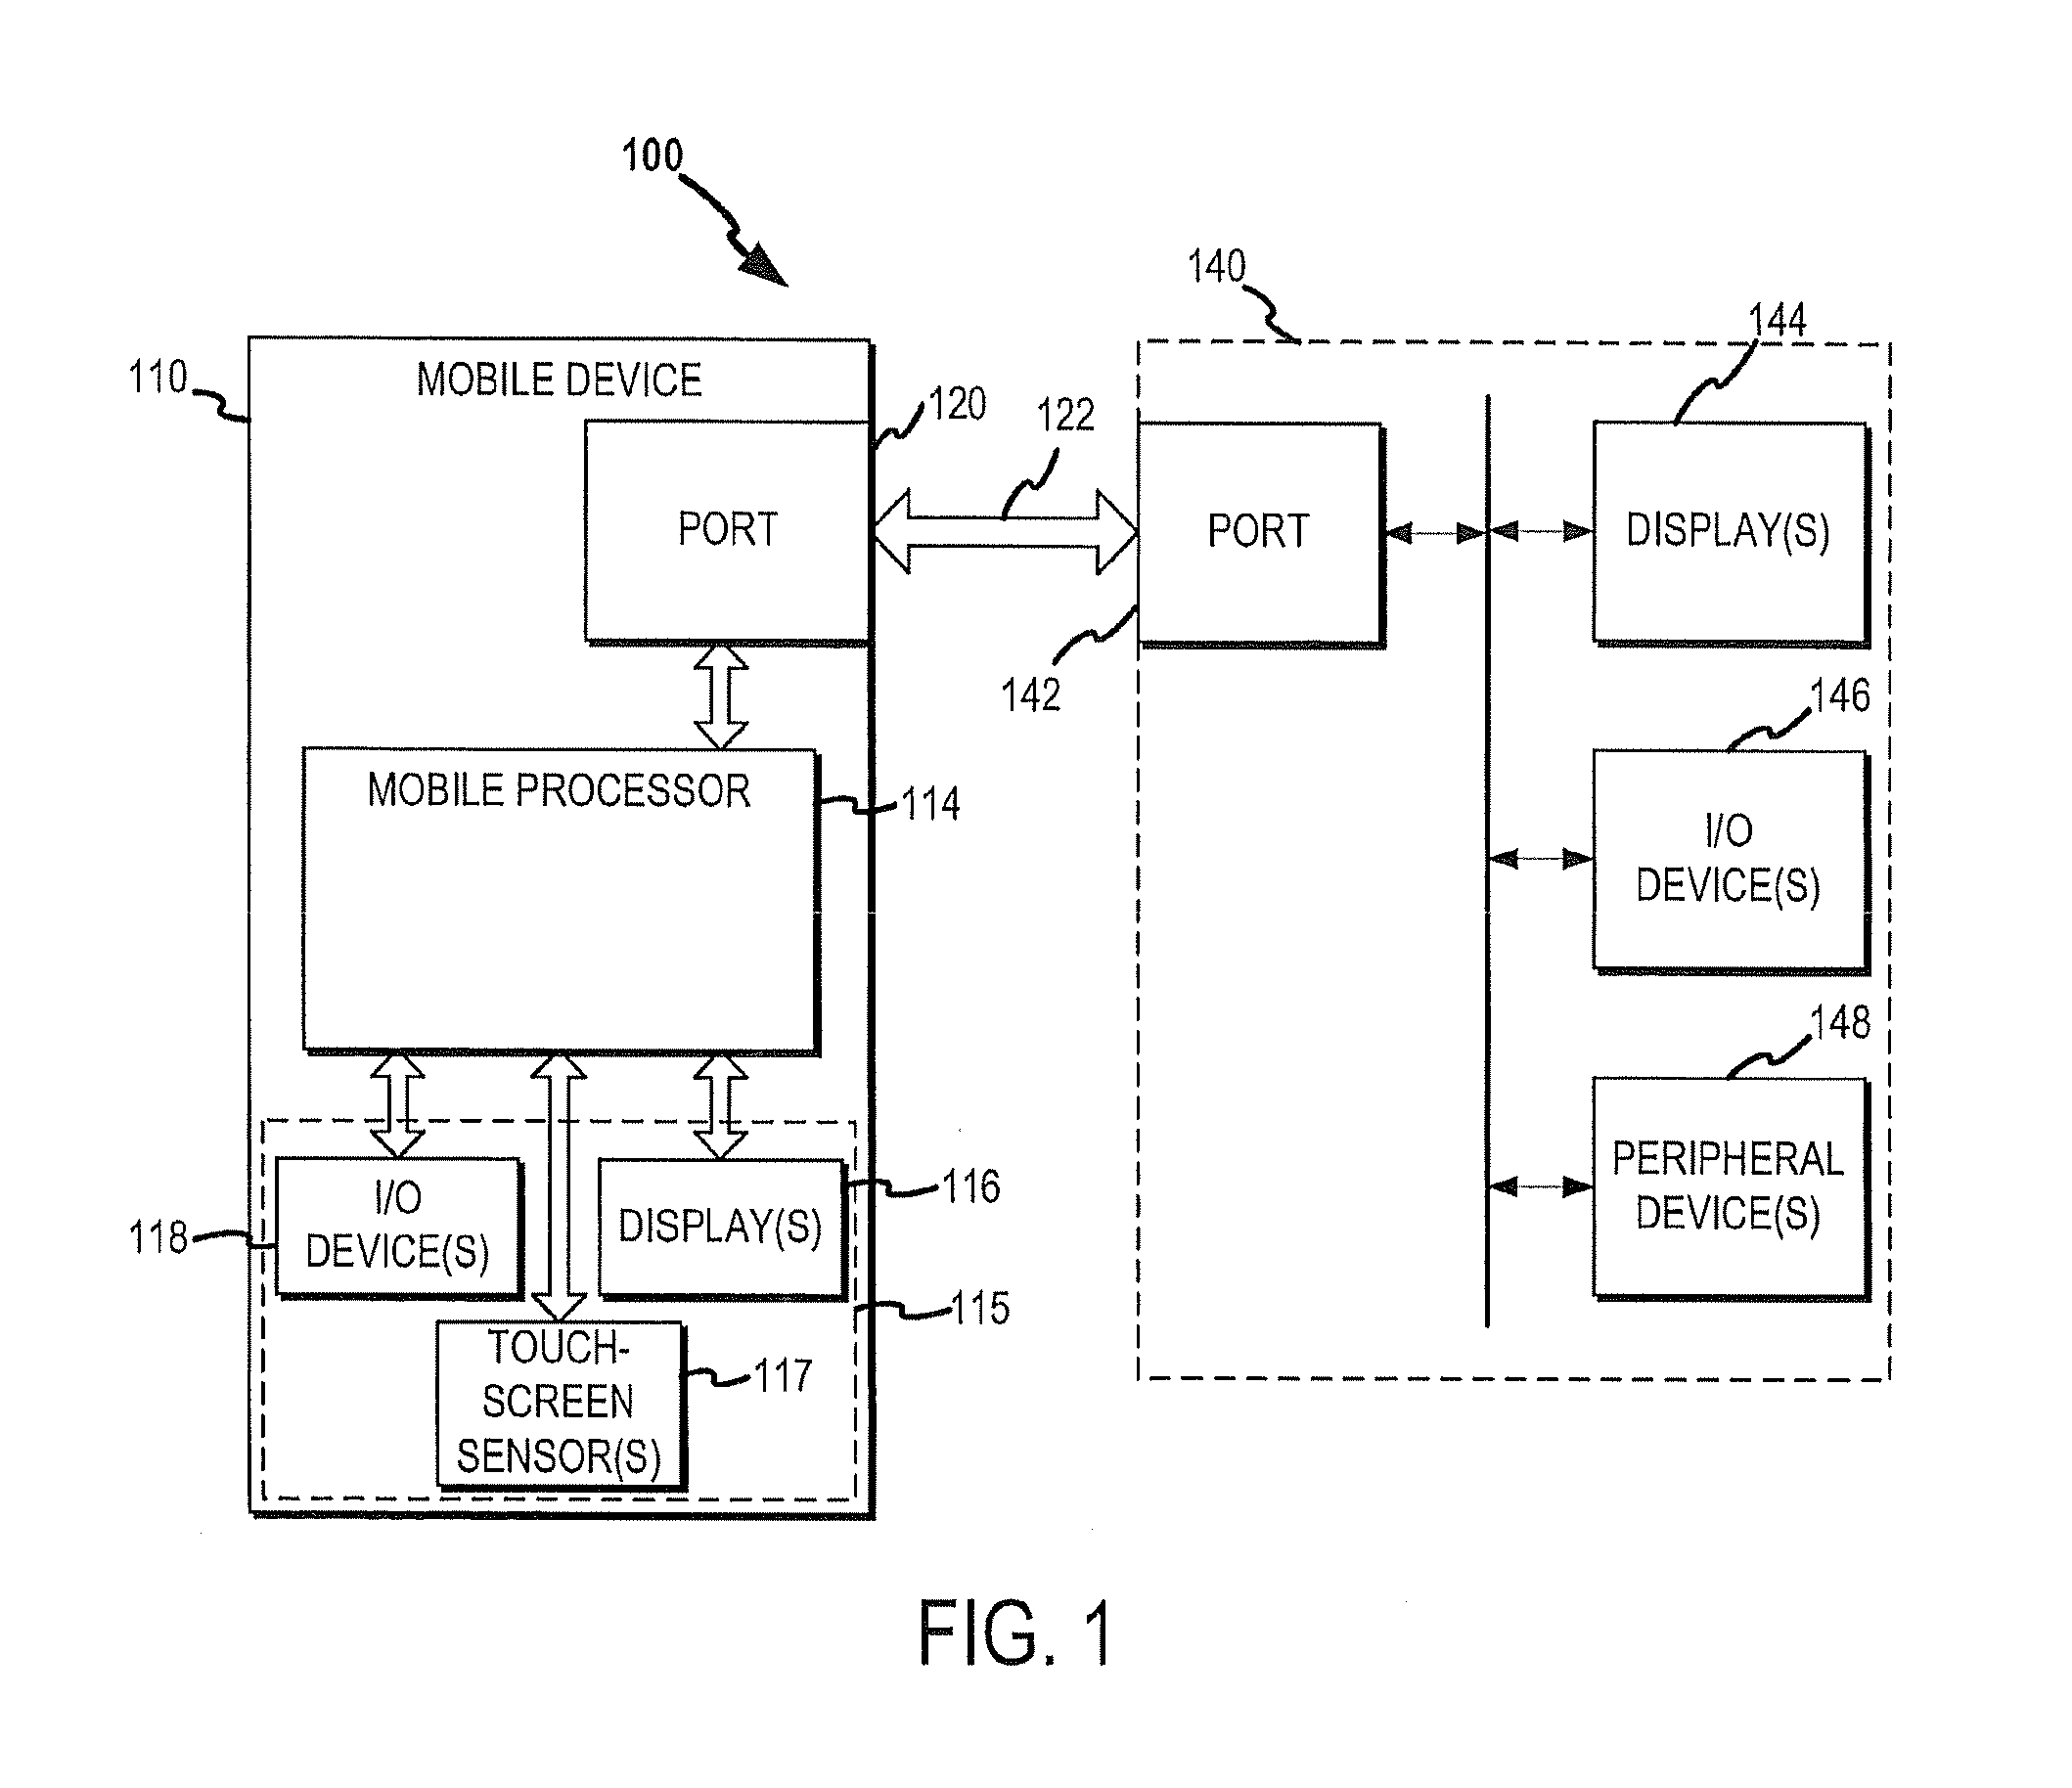 100
140
144
110
MOBILE DEVICE
120
122
PORT
PORT
DISPLAY(S)
142
146
MOBILE PROCESSOR
114
I/O
DEVICE(S)
148
PERIPHERAL
DEVICE(S)
118
I/O
DEVICE(S)
DISPLAY(S)
116
115
TOUCH-
SCREEN
SENSOR(S)
117
FIG. 1